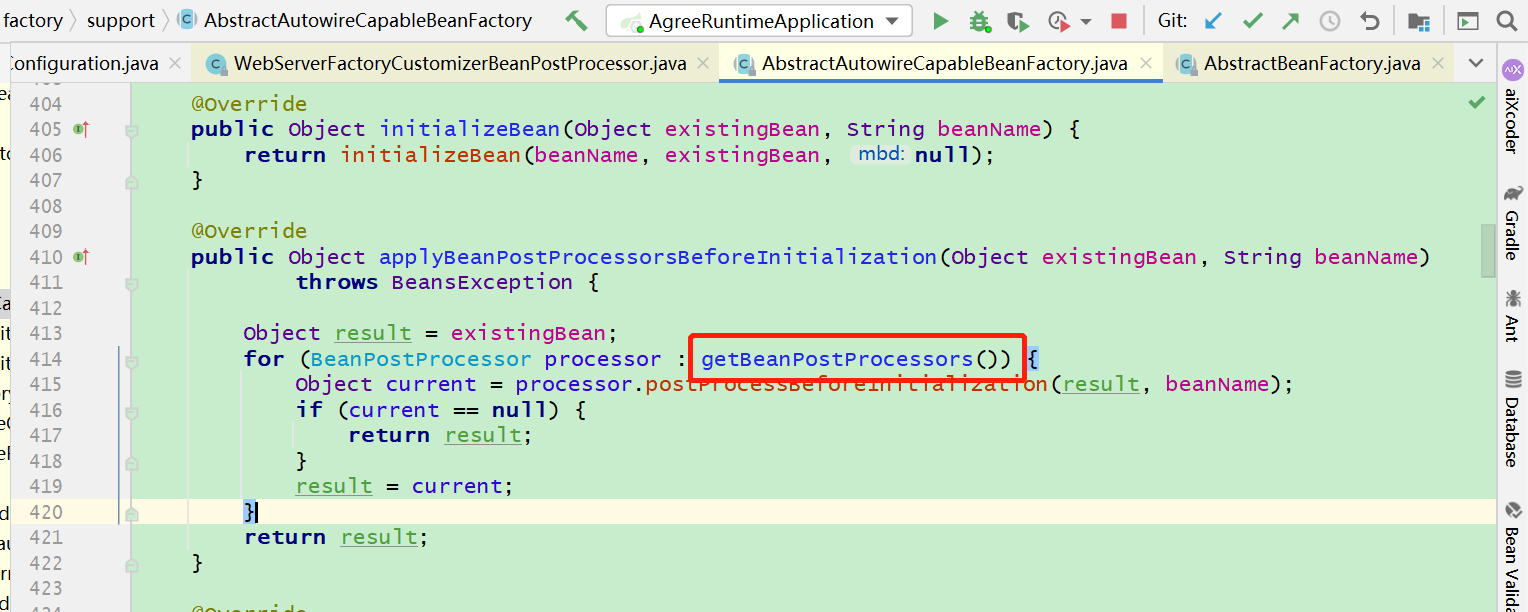 factory support AbstractAutowireCapableBeanFactory AgreeRuntimeApplication Git:
onfiguration.java WebServerFactoryCustomizerBeanPostProcessor.java AbstractAutowireCapableBeanFactory.java AbstractBeanFactory.java
404 @Override
405 public Object initializeBean(Object existingBean, String beanName) {
406 return initializeBean(beanName, existingBean, mbd: null);
407 }
408
409 @Override
410 public Object applyBeanPostProcessorsBeforeInitialization(Object existingBean, String beanName)
411 throws BeansException {
412
413 Object result = existingBean;
414 for (BeanPostProcessor processor : getBeanPostProcessors()) {
415 Object current = processor.postProcessBeforeInitialization(result, beanName);
416 if (current == null) {
417 return result;
418 }
419 result = current;
420 }
421 return result;
422 }
423
@Override
aiXcoder
Gradle
Ant
Database
Bean Valida